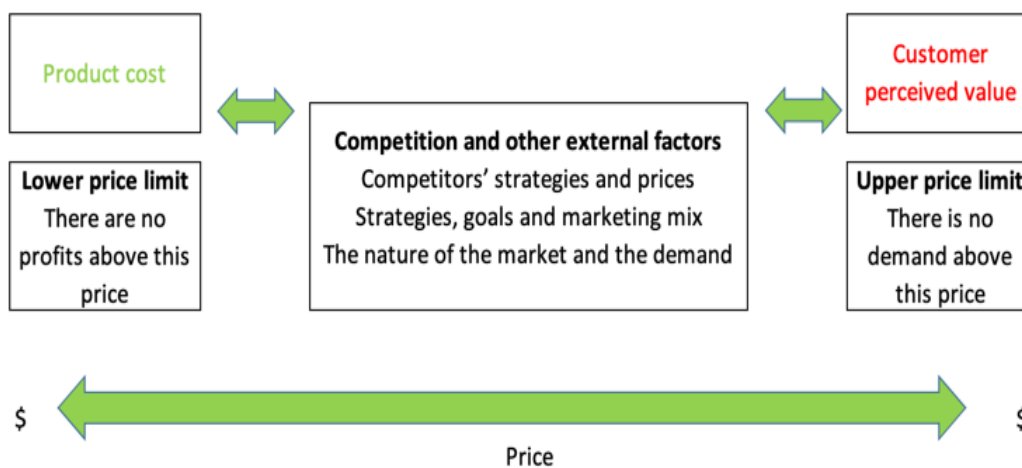 Product cost
Customer
perceived value
Competition and other external factors
Competitors' strategies and prices
Strategies, goals and marketing mix
The nature of the market and the demand
Lower price limit
There are no
profits above this
price
Upper price limit
There is no
demand above
this price
$
$
Price